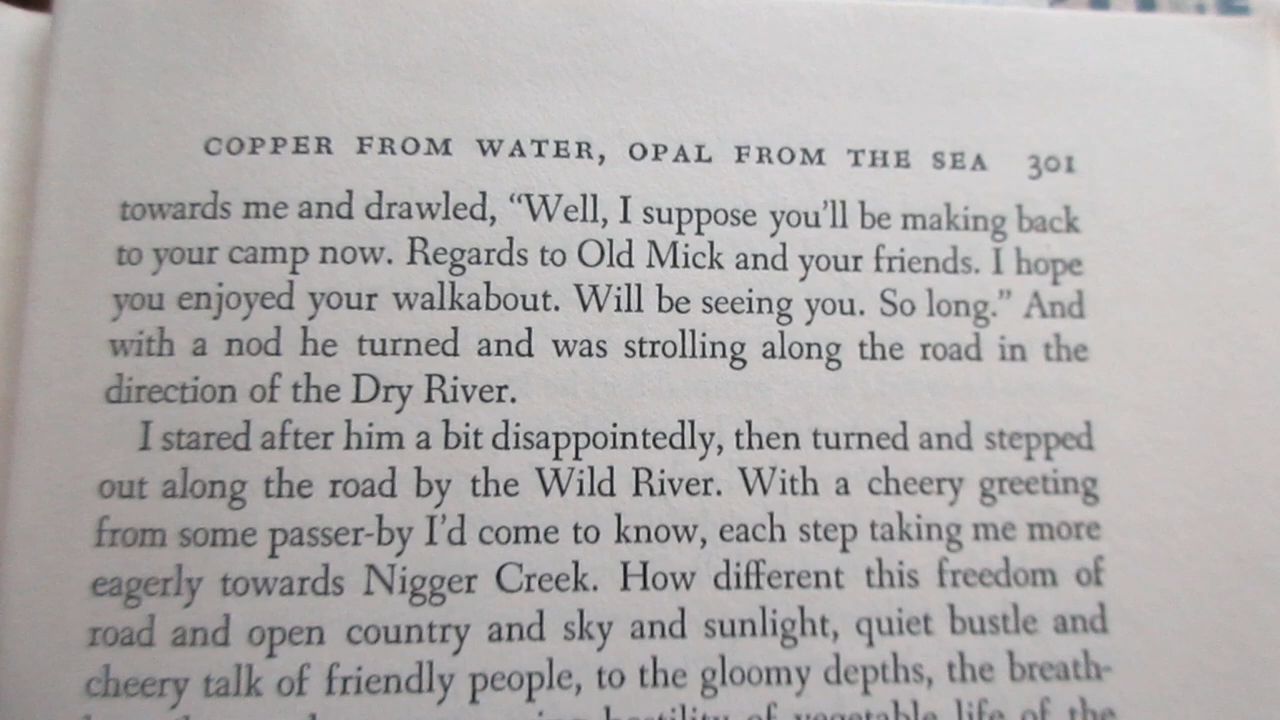 COPPER FROM WATER, OPAL FROM THE SEA 301
towards me and drawled, “Well, I suppose you’ll be making back
to your camp now. Regards to Old Mick and your friends. I hope
you enjoyed your walkabout. Will be seeing you. So long.” And
with a nod he turned and was strolling along the road in the
direction of the Dry River.
I stared after him a bit disappointedly, then turned and stepped
out along the road by the Wild River. With a cheery greeting
from some passer-by I’d come to know, each step taking me more
eagerly towards Nigger Creek. How different this freedom of
road and open country and sky and sunlight, quiet bustle and
cheery talk of friendly people, to the gloomy depths, the breath-
hostility of vegetable life of the